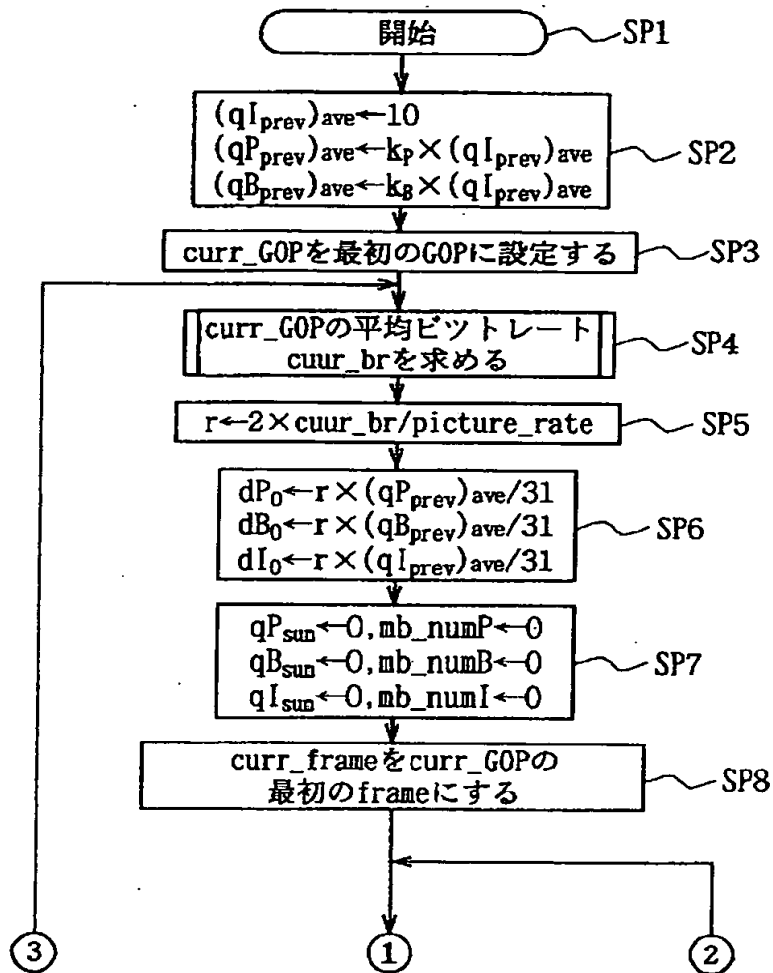 開始
SP1
(qIprev)ave←10
(qPprev)ave←kP×(qIprev)ave
(qBprev)ave←kB×(qIprev)ave
SP2
curr_GOPを最初のGOPに設定する
SP3
curr_GOPの平均ビツトレート
cuur_brを求める
SP4
r←2×cuur_br/picture_rate
SP5
dP0←r×(qPprev)ave/31
dB0←r×(qBprev)ave/31
dI0←r×(qIprev)ave/31
SP6
qPsum←0,mb_numP←0
qBsum←0,mb_numB←0
qIsum←0,mb_numI←0
SP7
curr_frameをcurr_GOPの
最初のframeにする
SP8
3
1
2